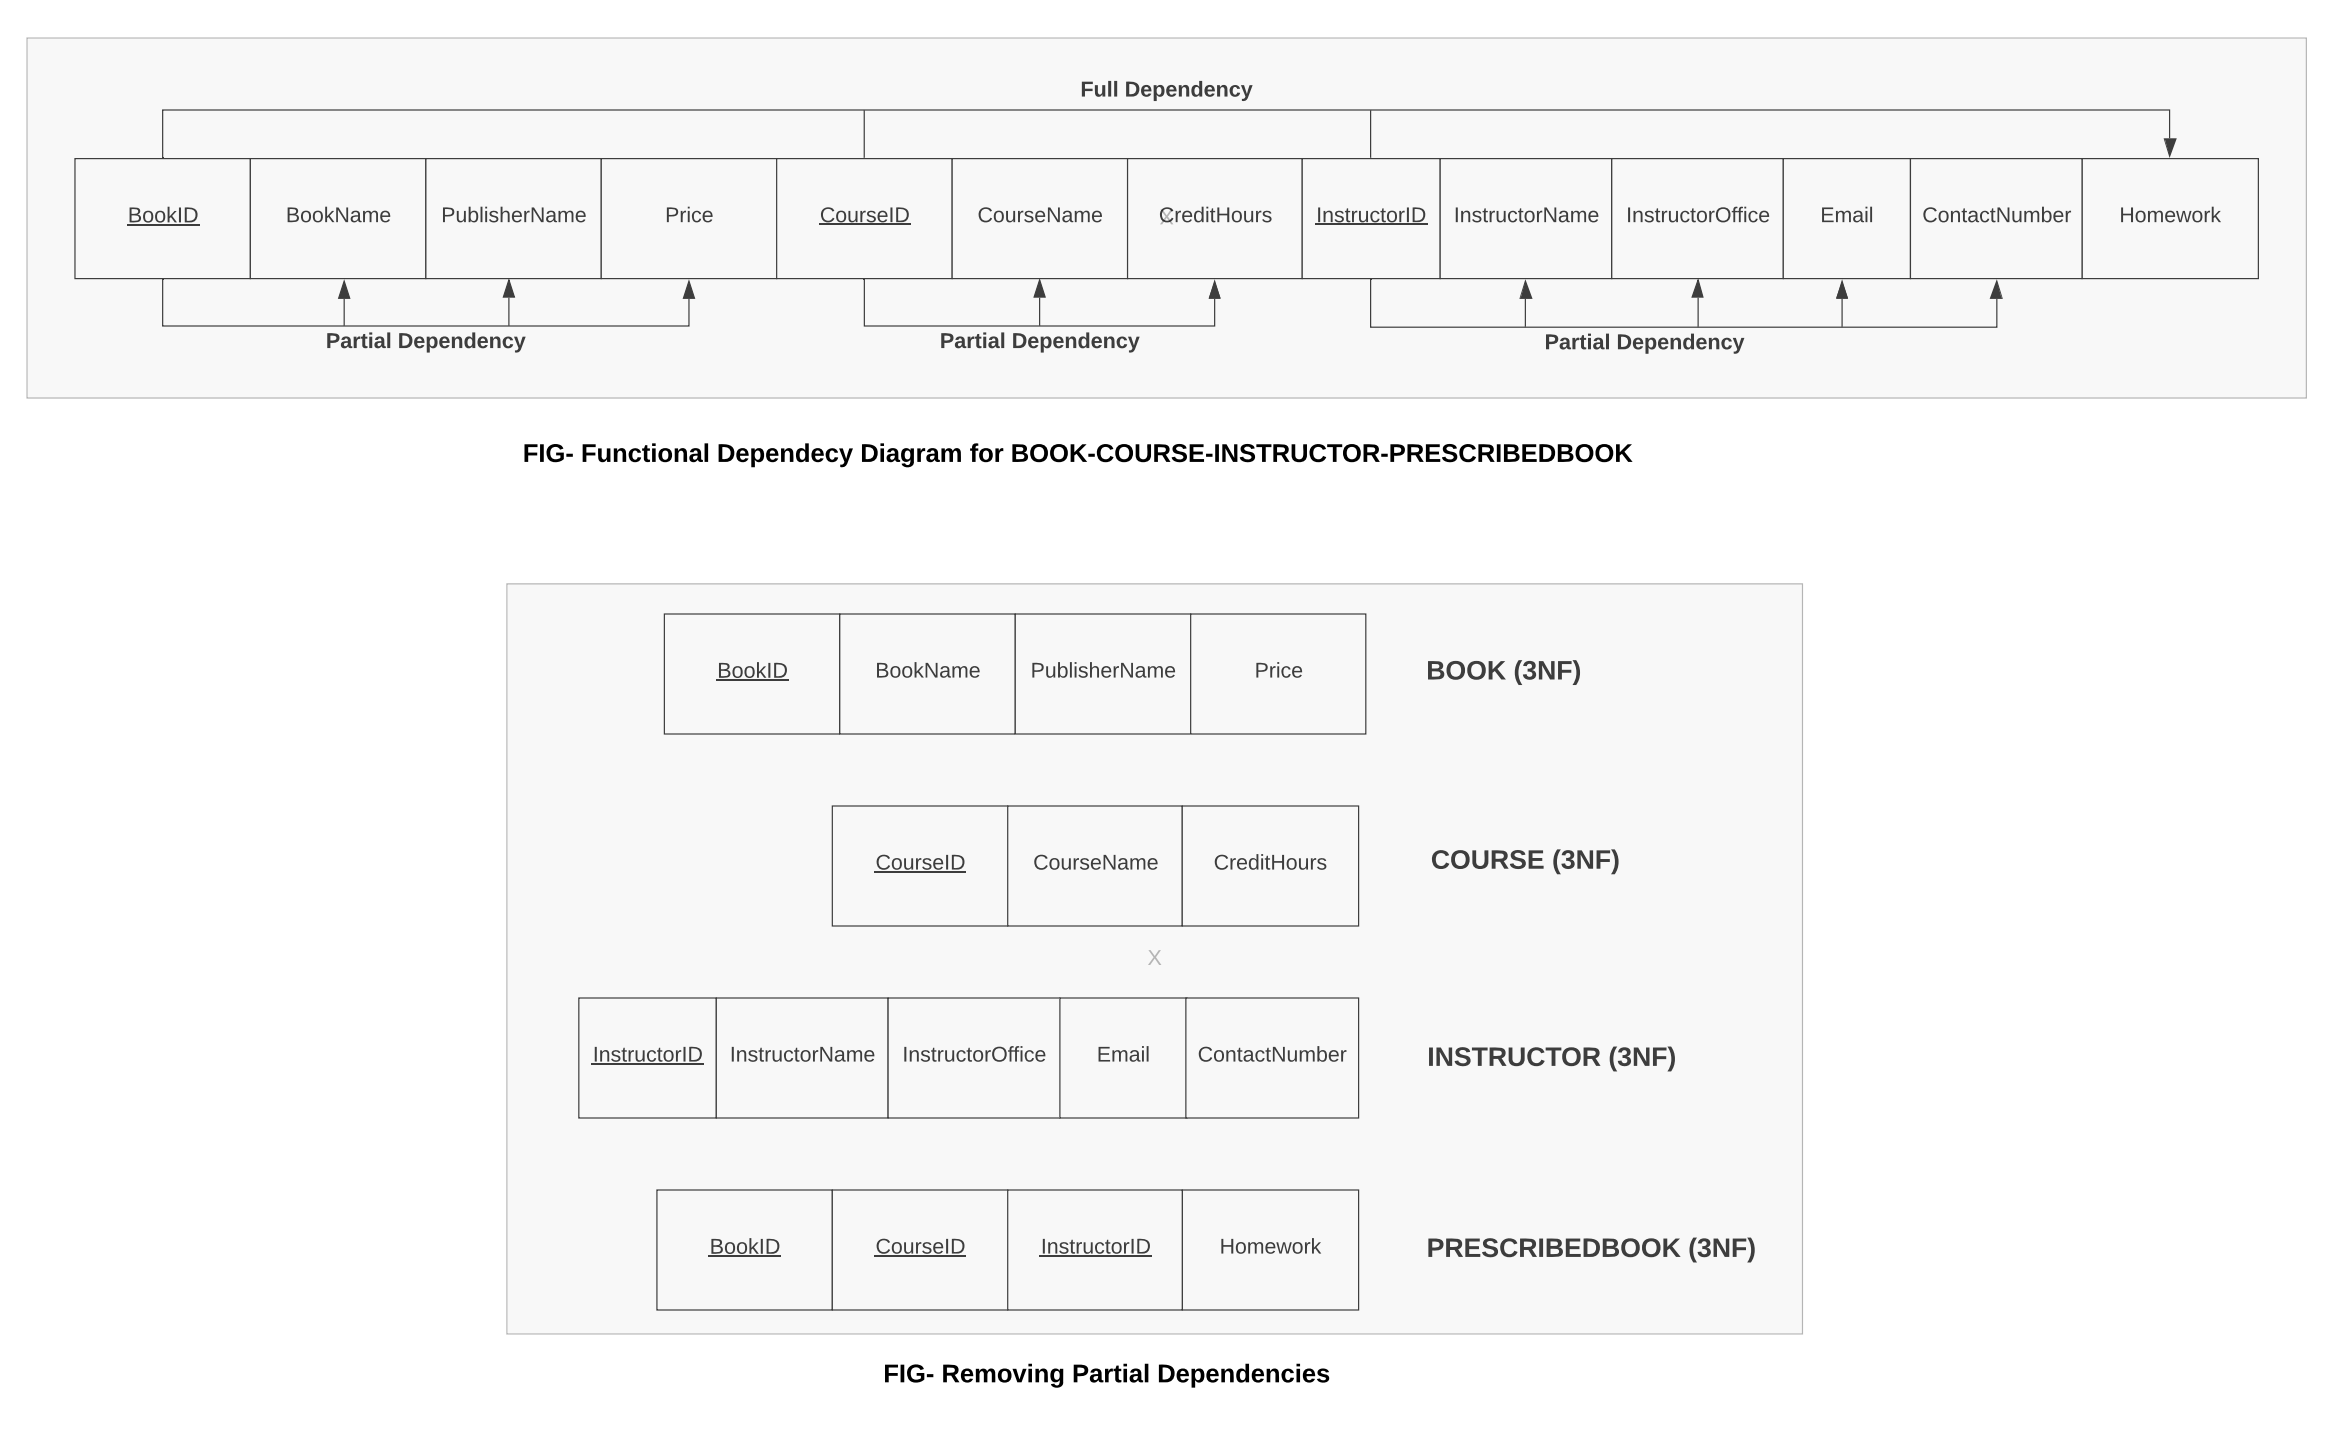 Full Dependency
BookID BookName PublisherName Price CourseID CourseName CreditHours InstructorID InstructorName InstructorOffice Email ContactNumber Homework
X
Partial Dependency Partial Dependency Partial Dependency
FIG- Functional Dependecy Diagram for BOOK-COURSE-INSTRUCTOR-PRESCRIBEDBOOK
BookID BookName PublisherName Price BOOK (3NF)
CourseID CourseName CreditHours COURSE (3NF)
X
InstructorID InstructorName InstructorOffice Email ContactNumber INSTRUCTOR (3NF)
BookID CourseID InstructorID Homework PRESCRIBEDBOOK (3NF)
FIG- Removing Partial Dependencies